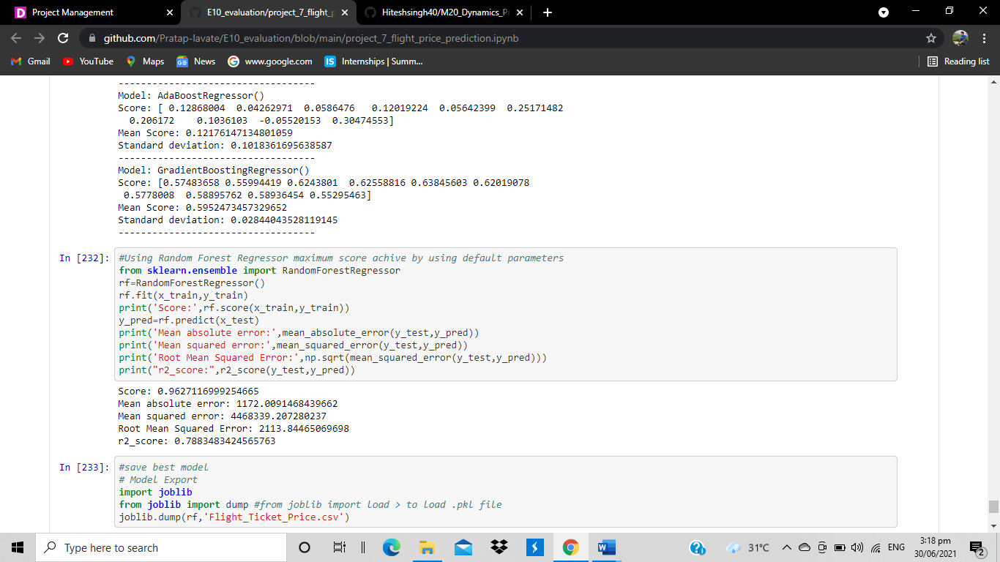 Project Management
E10_evaluation/project_7_flight_p
Hiteshsingh40/M20_Dynamics_Pr
github.com/Pratap-lavate/E10_evaluation/blob/main/project_7_flight_price_prediction.ipynb
Gmail YouTube Maps News www.google.com Internships | Summ... Reading list
-----------------------------------
Model: AdaBoostRegressor()
Score: [ 0.12868004 0.04262971 0.0586476 0.12019224 0.05642399 0.25171482
0.206172 0.1036103 -0.05520153 0.30474553]
Mean Score: 0.12176147134801059
Standard deviation: 0.1018361695638587
-----------------------------------
Model: GradientBoostingRegressor()
Score: [0.57483658 0.55994419 0.6243801 0.62558816 0.63845603 0.62019078
0.5778008 0.58895762 0.58936454 0.55295463]
Mean Score: 0.5952473457329652
Standard deviation: 0.02844043528119145
-----------------------------------
In [232]: #Using Random Forest Regressor maximum score achive by using default parameters
from sklearn.ensemble import RandomForestRegressor
rf=RandomForestRegressor()
rf.fit(x_train,y_train)
print('Score:',rf.score(x_train,y_train))
y_pred=rf.predict(x_test)
print('Mean absolute error:',mean_absolute_error(y_test,y_pred))
print('Mean squared error:',mean_squared_error(y_test,y_pred))
print('Root Mean Squared Error:',np.sqrt(mean_squared_error(y_test,y_pred)))
print("r2_score:",r2_score(y_test,y_pred))
Score: 0.9627116999254665
Mean absolute error: 1172.0091468439662
Mean squared error: 4468339.207280237
Root Mean Squared Error: 2113.84465069698
r2_score: 0.7883483424565763
In [233]: #save best model
# Model Export
import joblib
from joblib import dump #from joblib import load > to load .pkl file
joblib.dump(rf,'Flight_Ticket_Price.csv')
Type here to search
31°C
ENG
3:18 pm
30/06/2021
2